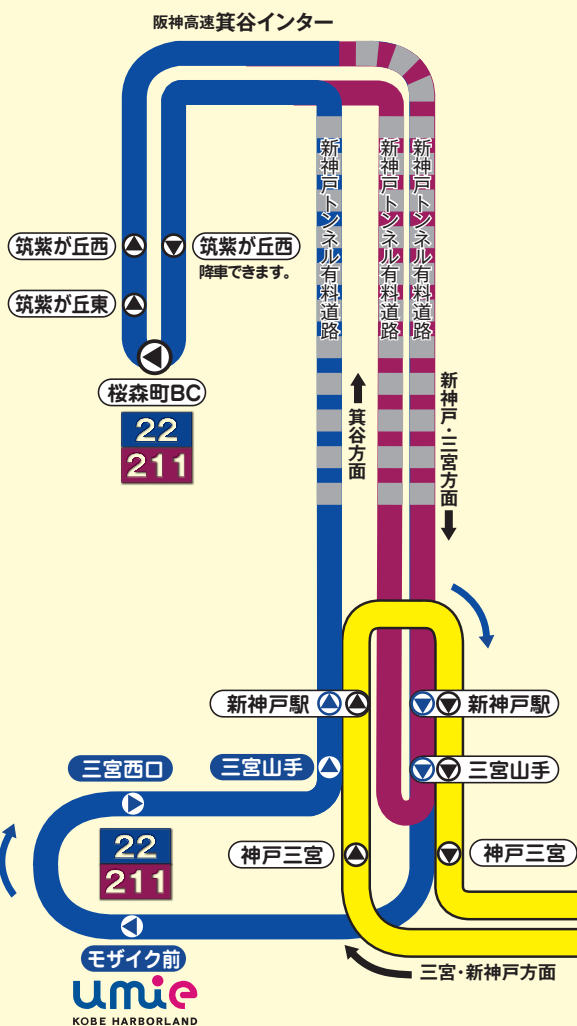 阪神高速箕谷インター
新神戸トンネル有料道路
新神戸トンネル有料道路
新神戸トンネル有料道路
筑紫が丘西
筑紫が丘西
降車できます。
筑紫が丘東
桜森町BC
22
211
箕谷方面
新神戸・三宮方面
新神戸駅
新神戸駅
三宮西口
三宮山手
三宮山手
22
211
神戸三宮
神戸三宮
モザイク前
三宮・新神戸方面
umie
KOBE HARBORLAND